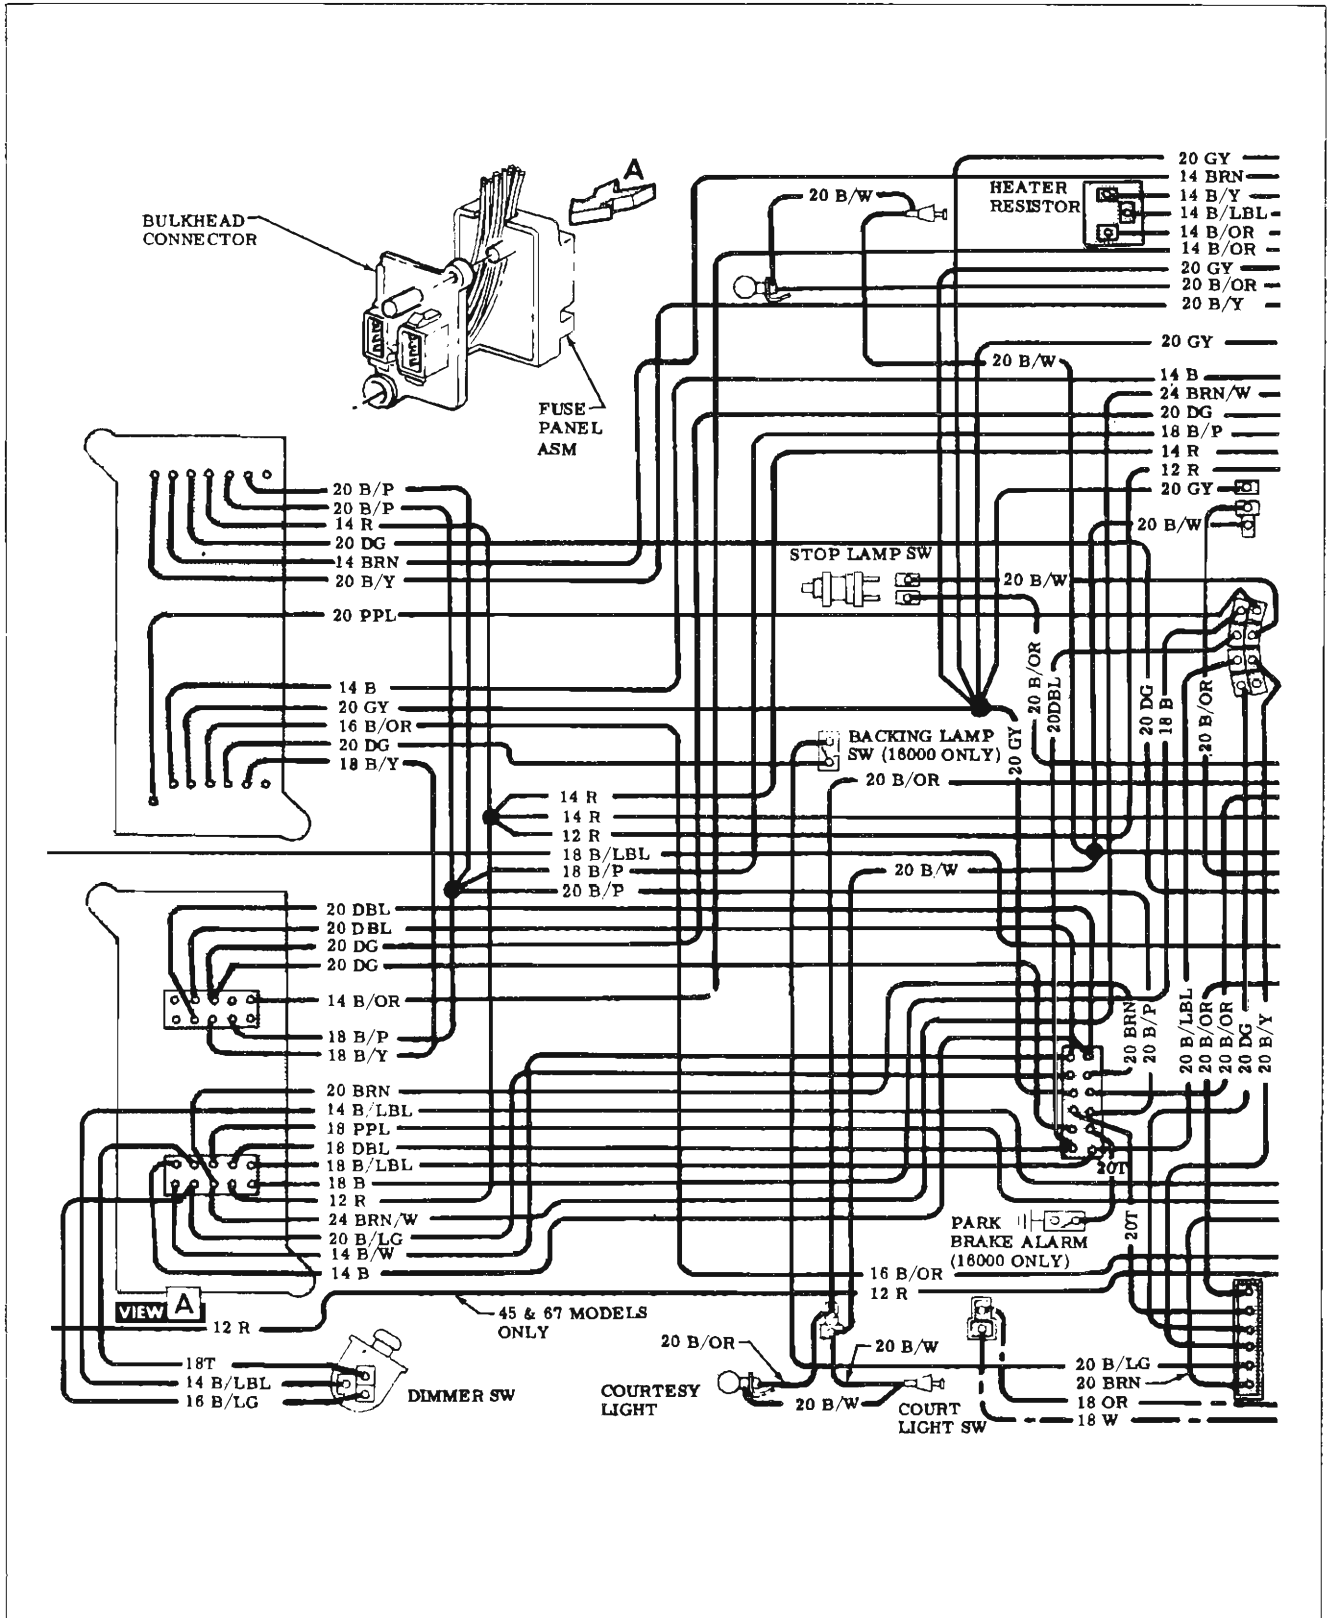 A
BULKHEAD
CONNECTOR
FUSE
PANEL
ASM
20 B/W
HEATER
RESISTOR
20 GY
14 BRN
14 B/Y
14 B/LBL
14 B/OR
14 B/OR
20 GY
20 B/OR
20 B/Y
20 GY
20 B/W
14 B
24 BRN/W
20 DG
18 B/P
14 R
12 R
20 GY
20 B/W
20 B/P
20 B/P
14 R
20 DG
14 BRN
20 B/Y
20 PPL
STOP LAMP SW
20 B/W
14 B
20 GY
16 B/OR
20 DG
18 B/Y
20 B/OR
20DBL
20 GY
20 DG
18 B
20 B/OR
BACKING LAMP
SW (16000 ONLY)
20 B/OR
14 R
14 R
12 R
18 B/LBL
18 B/P
20 B/P
20 B/W
20 DBL
20 DBL
20 DG
20 DG
14 B/OR
18 B/P
18 B/Y
20 BRN
20 B/P
20 B/LBL
20 B/OR
20 B/OR
20 DG
20 B/Y
20 BRN
14 B/LBL
18 PPL
18 DBL
18 B/LBL
18 B
12 R
24 BRN/W
20 B/LG
14 B/W
14 B
20T
20T
PARK
BRAKE ALARM
(16000 ONLY)
16 B/OR
12 R
VIEW A
12 R
45 & 67 MODELS
ONLY
18T
14 B/LBL
16 B/LG
DIMMER SW
20 B/OR
20 B/W
COURTESY
LIGHT
20 B/W
COURT
LIGHT SW
20 B/LG
20 BRN
18 OR
18 W